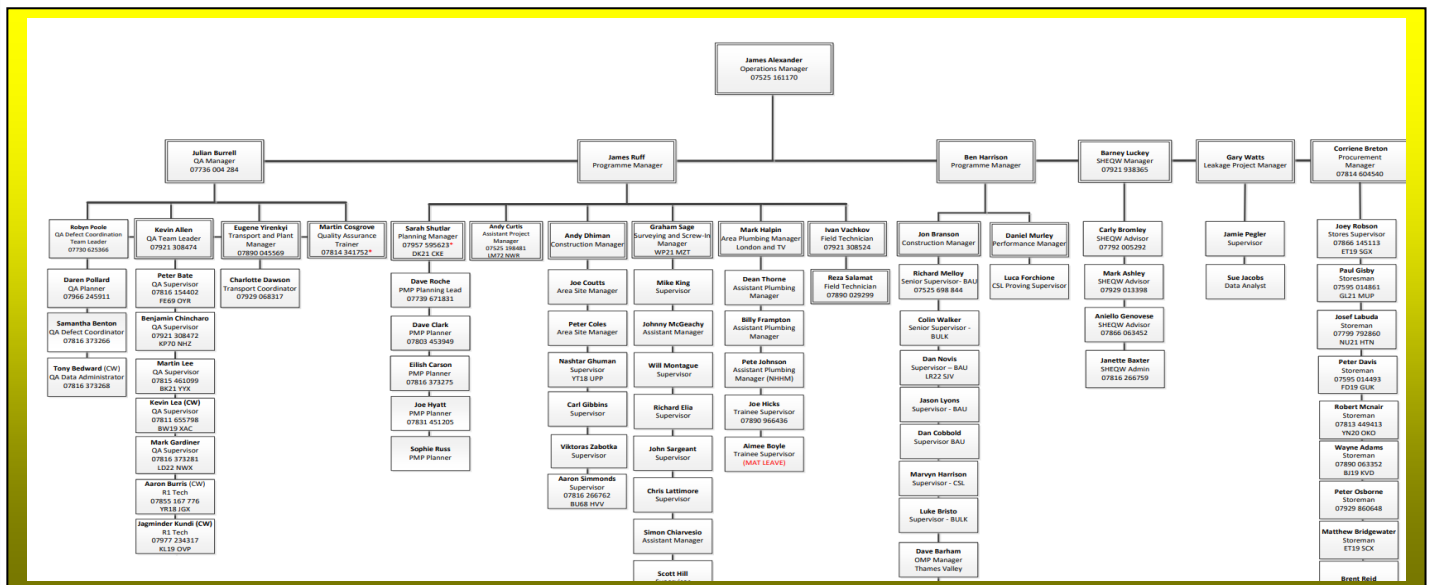 James Alexander
Operations Manager
07525 161170
Julian Burrell
QA Manager
07736 004 284
James Ruff
Programme Manager
Ben Harrison
Programme Manager
Barney Luckey
SHEQW Manager
07921 938365
Gary Watts
Leakage Project Manager
Corriene Breton
Procurement
Manager
07814 604540
Robyn Poole
QA Defect Coordination
Team Leader
07730 625366
Daren Pollard
QA Planner
07966 245911
Samantha Benton
QA Defect Coordinator
07816 373266
Tony Bedward (CW)
QA Data Administrator
07816 373268
Kevin Allen
QA Team Leader
07921 308474
Peter Bate
QA Supervisor
07816 154402
FE69 OYR
Benjamin Chincharo
QA Supervisor
07921 308472
KP70 NHZ
Martin Lee
QA Supervisor
07815 461099
BK21 YYX
Kevin Lea (CW)
QA Supervisor
07811 655798
BW19 XAC
Mark Gardiner
QA Supervisor
07816 373281
LD22 NWX
Aaron Burris (CW)
R1 Tech
07855 167 776
YR18 JGX
Jagminder Kundi (CW)
R1 Tech
07977 234317
KL19 OVP
Eugene Yirenkyi
Transport and Plant
Manager
07890 045569
Charlotte Dawson
Transport Coordinator
07929 068317
Martin Cosgrove
Quality Assurance
Trainer
07814 341752*
Sarah Shutlar
Planning Manager
07957 595623*
DK21 CKE
Dave Roche
PMP Planning Lead
07739 671831
Dave Clark
PMP Planner
07803 453949
Eilish Carson
PMP Planner
07816 373275
Joe Hyatt
PMP Planner
07831 451205
Sophie Russ
PMP Planner
Andy Curtis
Assistant Project
Manager
07525 198481
LM72 NWR
Andy Dhiman
Construction Manager
Joe Coutts
Area Site Manager
Peter Coles
Area Site Manager
Nashtar Ghuman
Supervisor
YT18 UPP
Carl Gibbins
Supervisor
Viktoras Zabotka
Supervisor
Aaron Simmonds
Supervisor
07816 266762
BU68 HVV
Graham Sage
Surveying and Screw-In
Manager
WP21 MZT
Mike King
Supervisor
Johnny McGeachy
Assistant Manager
Will Montague
Supervisor
Richard Elia
Supervisor
John Sargeant
Supervisor
Chris Lattimore
Supervisor
Simon Chiarvesio
Assistant Manager
Scott Hill
Supervisor
Mark Halpin
Area Plumbing Manager
London and TV
Dean Thorne
Assistant Plumbing
Manager
Billy Frampton
Assistant Plumbing
Manager
Pete Johnson
Assistant Plumbing
Manager (NHHM)
Joe Hicks
Trainee Supervisor
07890 966436
Aimee Boyle
Trainee Supervisor
(MAT LEAVE)
Ivan Vachkov
Field Technician
07921 308524
Reza Salamat
Field Technician
07890 029299
Jon Branson
Construction Manager
Richard Melloy
Senior Supervisor- BAU
07525 698 844
Colin Walker
Senior Supervisor -
BULK
Dan Novis
Supervisor – BAU
LR22 SJV
Jason Lyons
Supervisor - BAU
Dan Cobbold
Supervisor BAU
Marvyn Harrison
Supervisor - CSL
Luke Bristo
Supervisor - BULK
Dave Barham
OMP Manager
Thames Valley
Daniel Murley
Performance Manager
Luca Forchione
CSL Proving Supervisor
Carly Bromley
SHEQW Advisor
07792 005292
Mark Ashley
SHEQW Advisor
07929 013398
Aniello Genovese
SHEQW Advisor
07866 063452
Janette Baxter
SHEQW Admin
07816 266759
Jamie Pegler
Supervisor
Sue Jacobs
Data Analyst
Joey Robson
Stores Supervisor
07866 145113
ET19 SGX
Paul Gisby
Storesman
07595 014861
GL21 MUP
Josef Labuda
Storeman
07799 792860
NU21 HTN
Peter Davis
Storeman
07595 014493
FD19 GUK
Robert Mcnair
Storesman
07813 449413
YN20 OKO
Wayne Adams
Storeman
07890 063352
BJ19 KVD
Peter Osborne
Storeman
07929 860648
Matthew Bridgewater
Storeman
ET19 SCX
Brent Reid